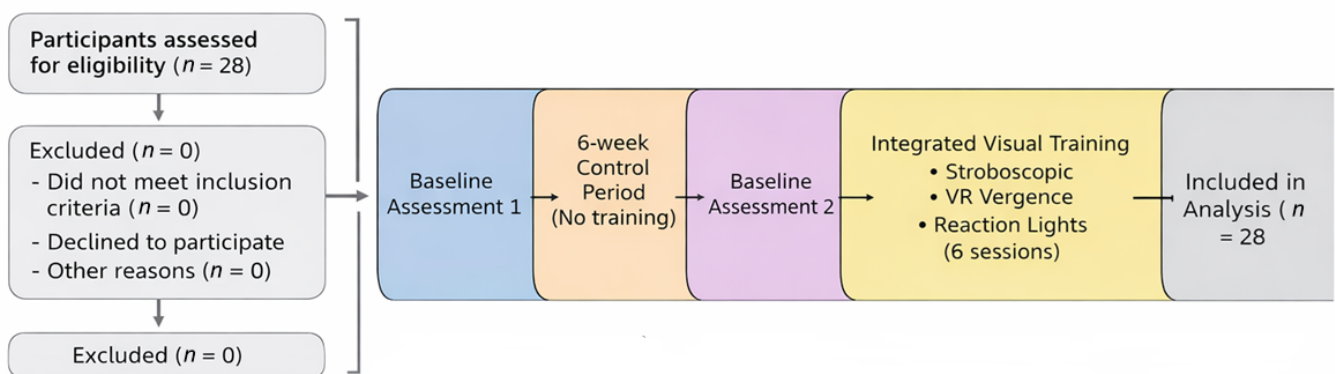 Participants assessed
for eligibility (n = 28)
Excluded (n = 0)
- Did not meet inclusion
criteria (n = 0)
- Declined to participate
- Other reasons (n = 0)
Excluded (n = 0)
Baseline
Assessment 1
6-week
Control
Period
(No training)
Baseline
Assessment 2
Integrated Visual Training
• Stroboscopic
• VR Vergence
• Reaction Lights
(6 sessions)
Included in
Analysis ( n
= 28